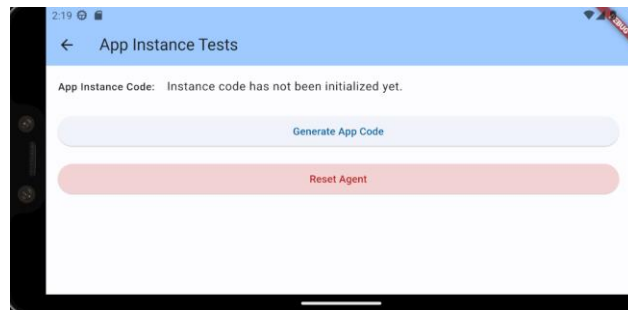 2:19
DEBUG
App Instance Tests
App Instance Code: Instance code has not been initialized yet.
Generate App Code
Reset Agent